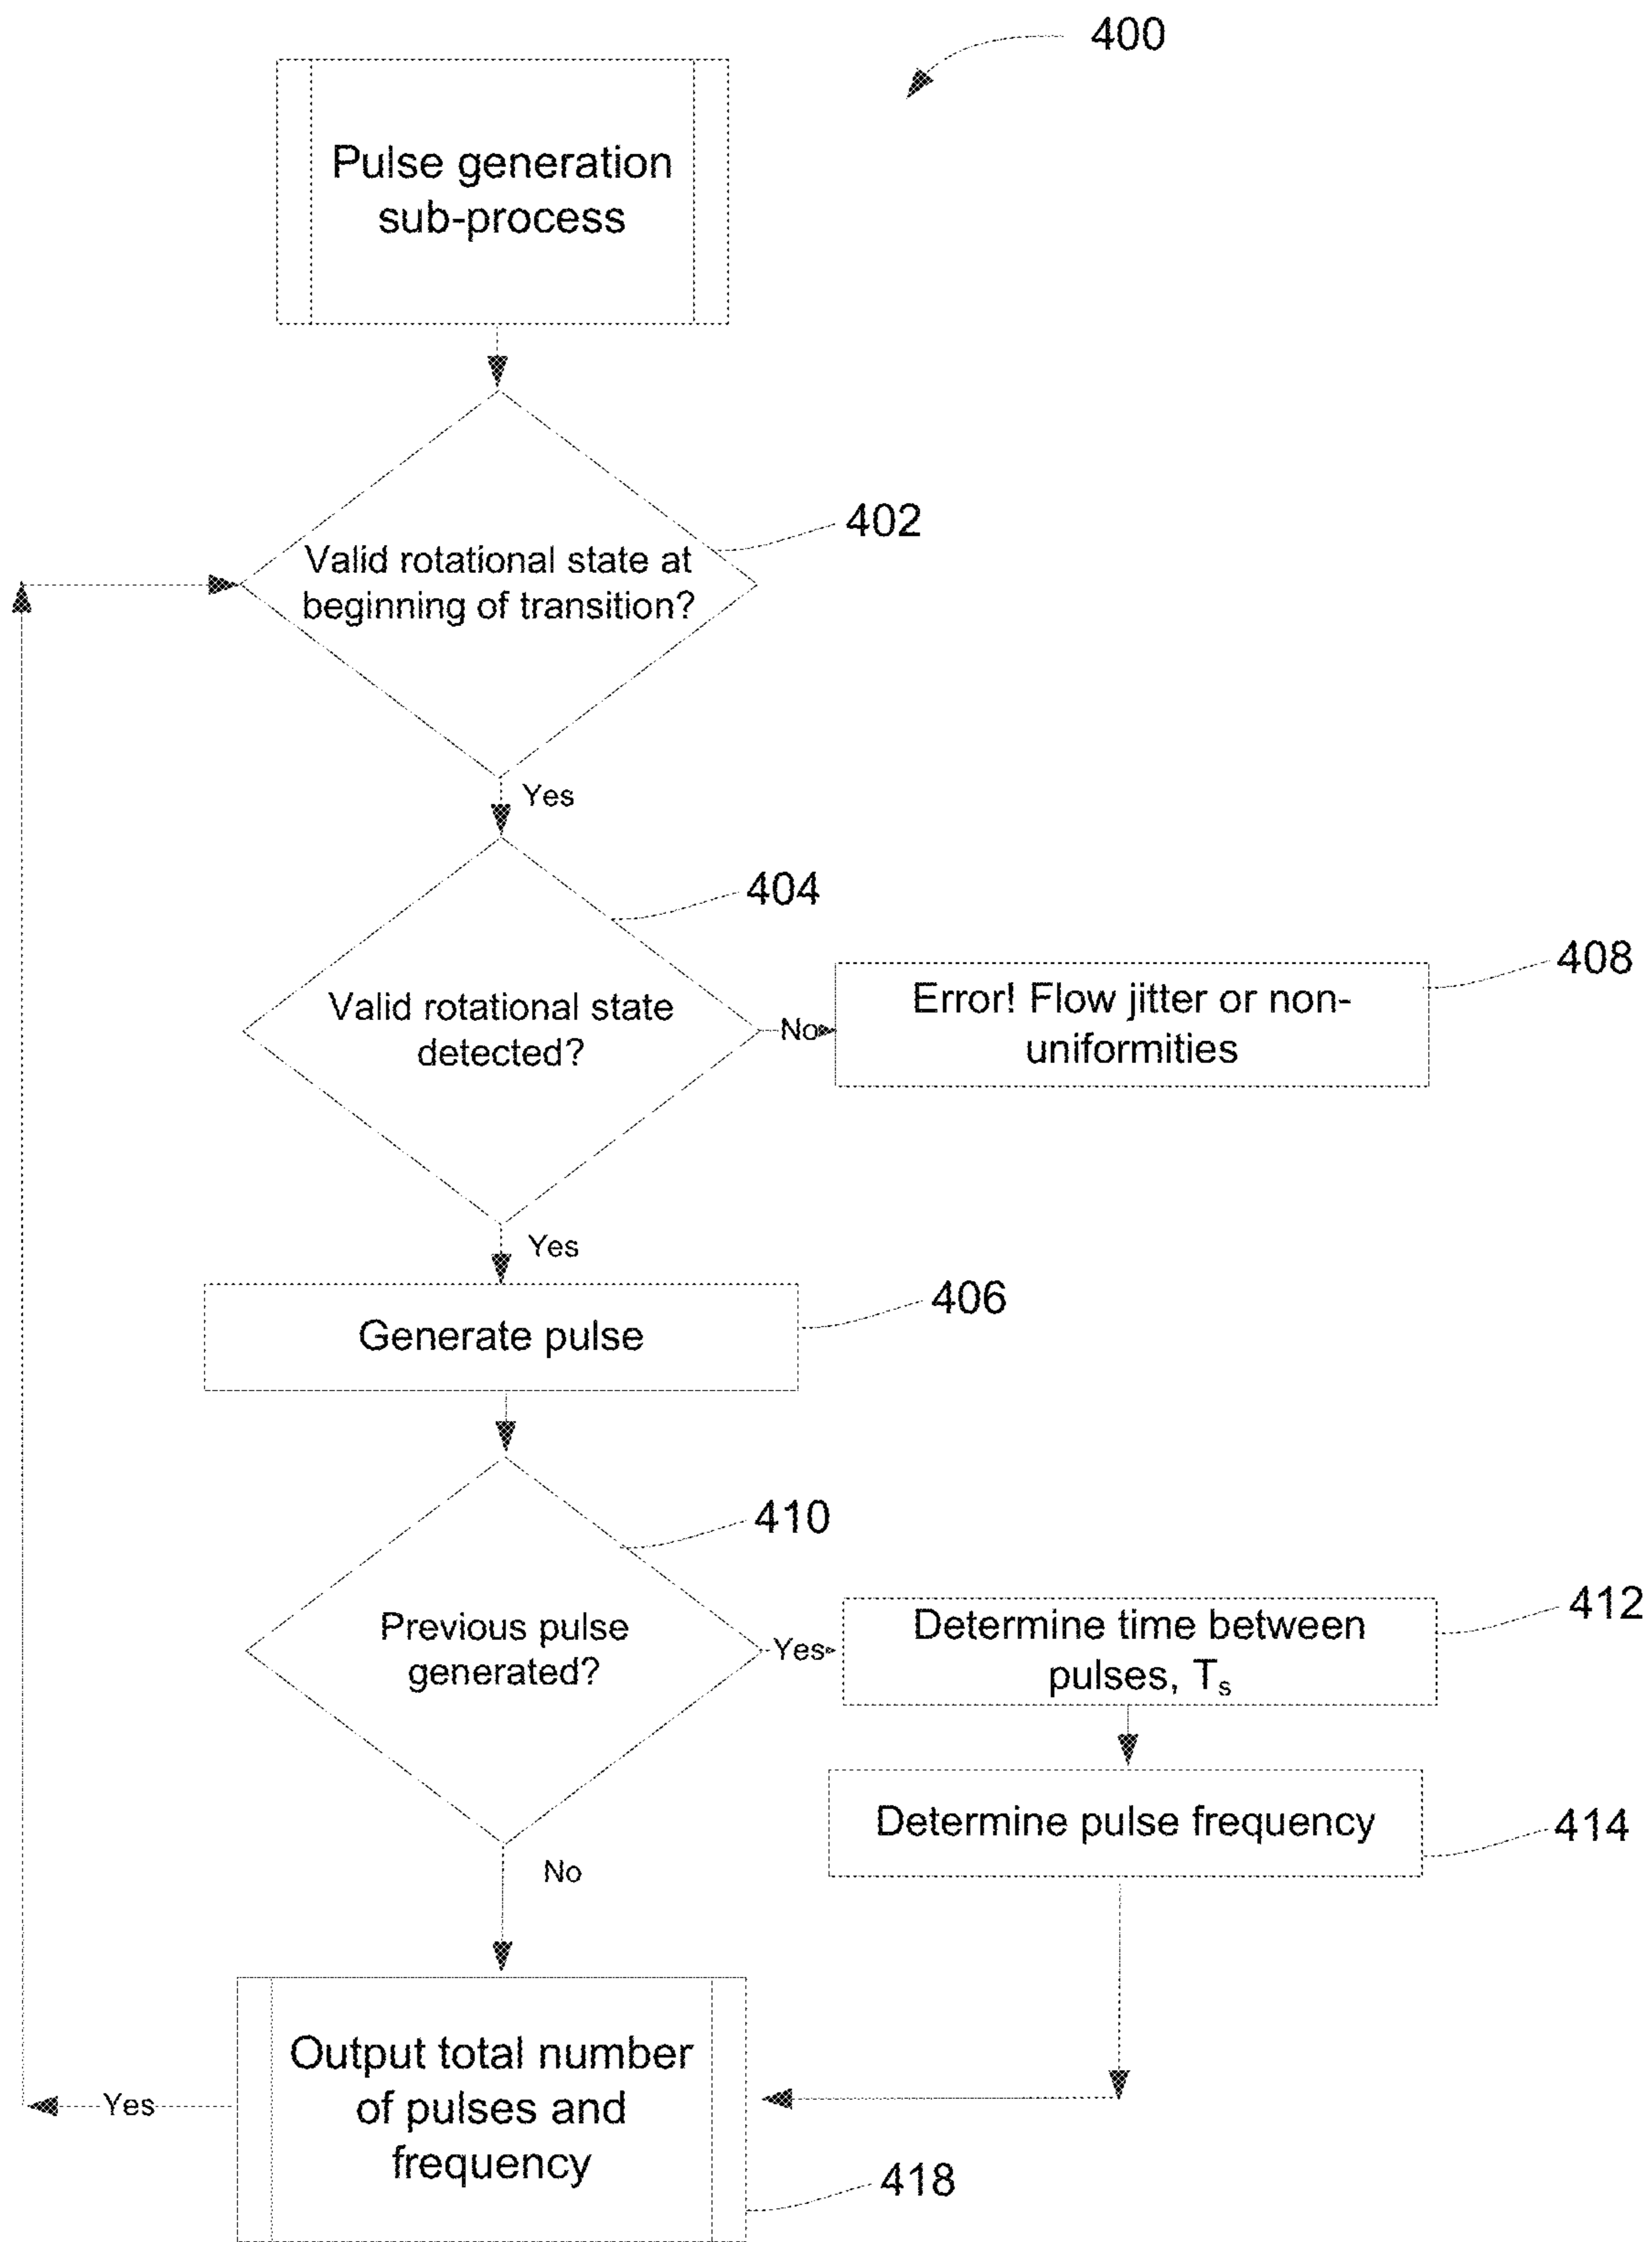 400
Pulse generation
sub-process
402
Valid rotational state at
beginning of transition?
Yes
404
Valid rotational state
detected?
No
408
Error! Flow jitter or non-
uniformities
Yes
406
Generate pulse
410
Previous pulse
generated?
Yes
412
Determine time between
pulses, Ts
Determine pulse frequency
414
No
Output total number
of pulses and
frequency
Yes
418